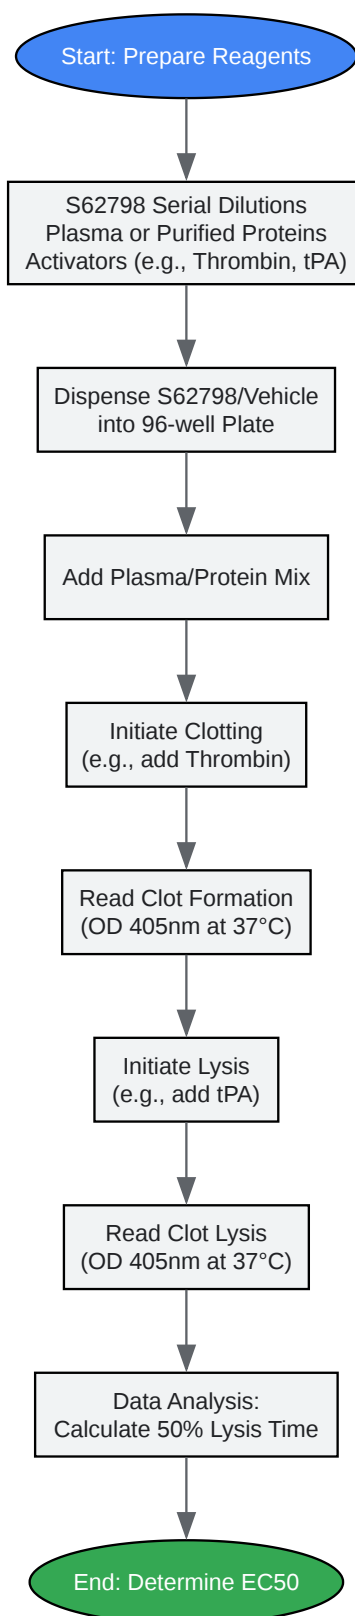 Start: Prepare Reagents
S62798 Serial Dilutions
Plasma or Purified Proteins
Activators (e.g., Thrombin, tPA)
Dispense S62798/Vehicle
into 96-well Plate
Add Plasma/Protein Mix
Initiate Clotting
(e.g., add Thrombin)
Read Clot Formation
(OD 405nm at 37°C)
Initiate Lysis
(e.g., add tPA)
Read Clot Lysis
(OD 405nm at 37°C)
Data Analysis:
Calculate 50% Lysis Time
End: Determine EC50